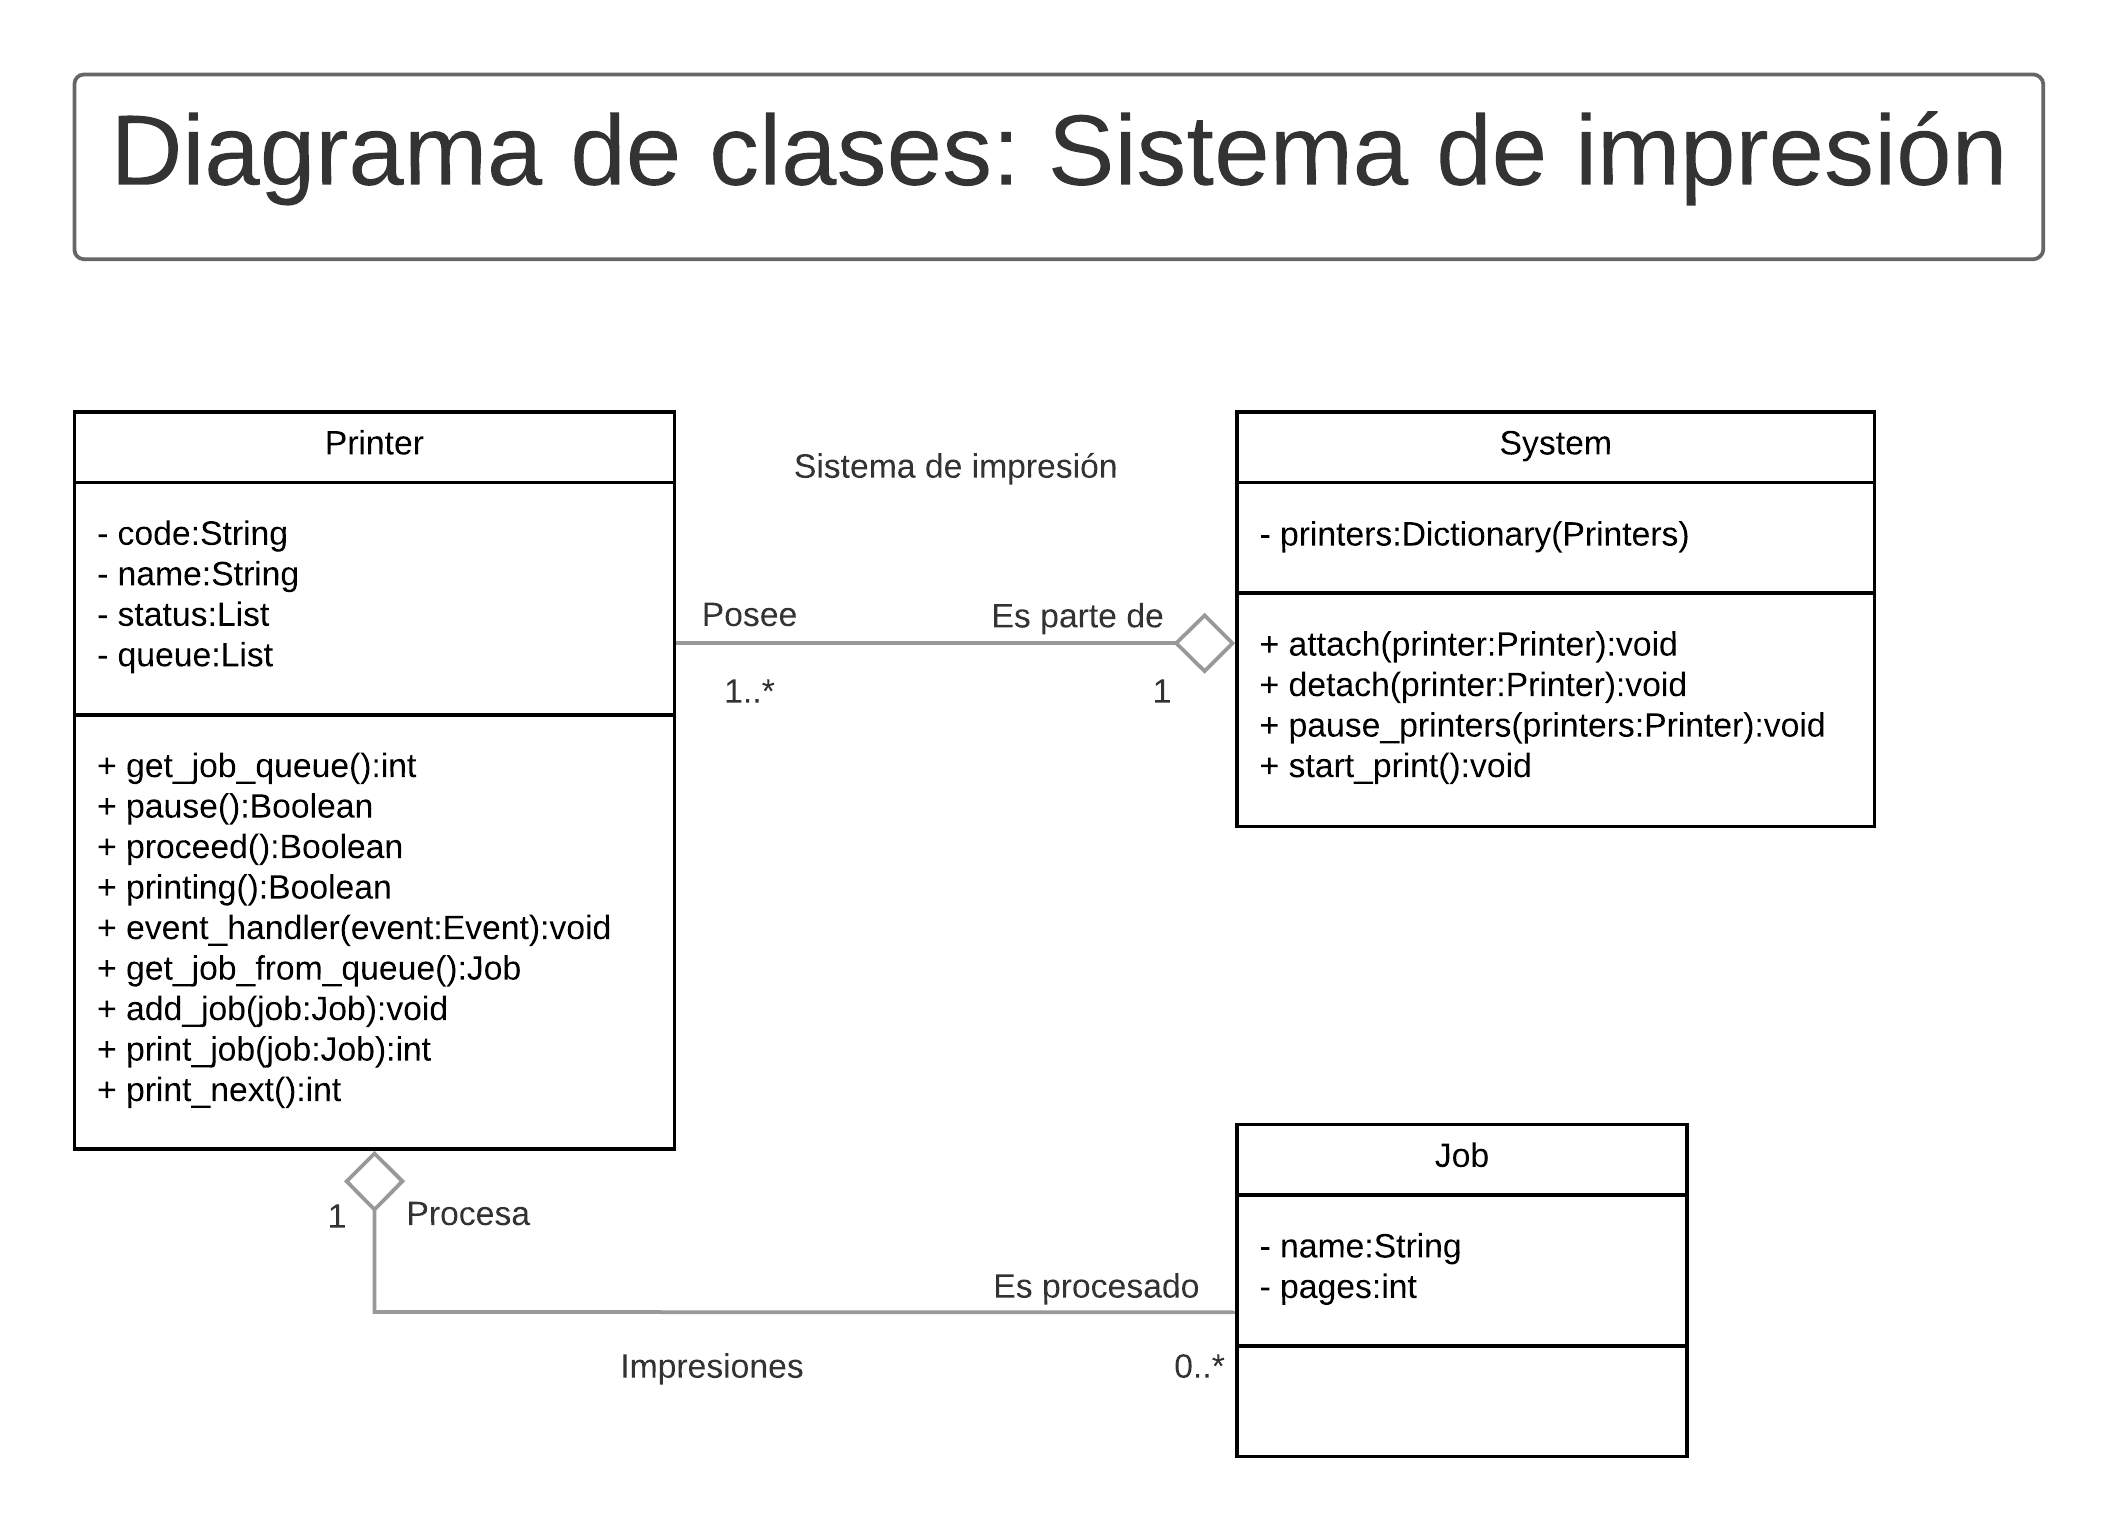 Diagrama de clases: Sistema de impresión
Printer
- code:String
- name:String
- status:List
- queue:List
+ get_job_queue():int
+ pause():Boolean
+ proceed():Boolean
+ printing():Boolean
+ event_handler(event:Event):void
+ get_job_from_queue():Job
+ add_job(job:Job):void
+ print_job(job:Job):int
+ print_next():int
Sistema de impresión
Posee
Es parte de
1..*
1
System
- printers:Dictionary(Printers)
+ attach(printer:Printer):void
+ detach(printer:Printer):void
+ pause_printers(printers:Printer):void
+ start_print():void
1
Procesa
Es procesado
Impresiones
0..*
Job
- name:String
- pages:int